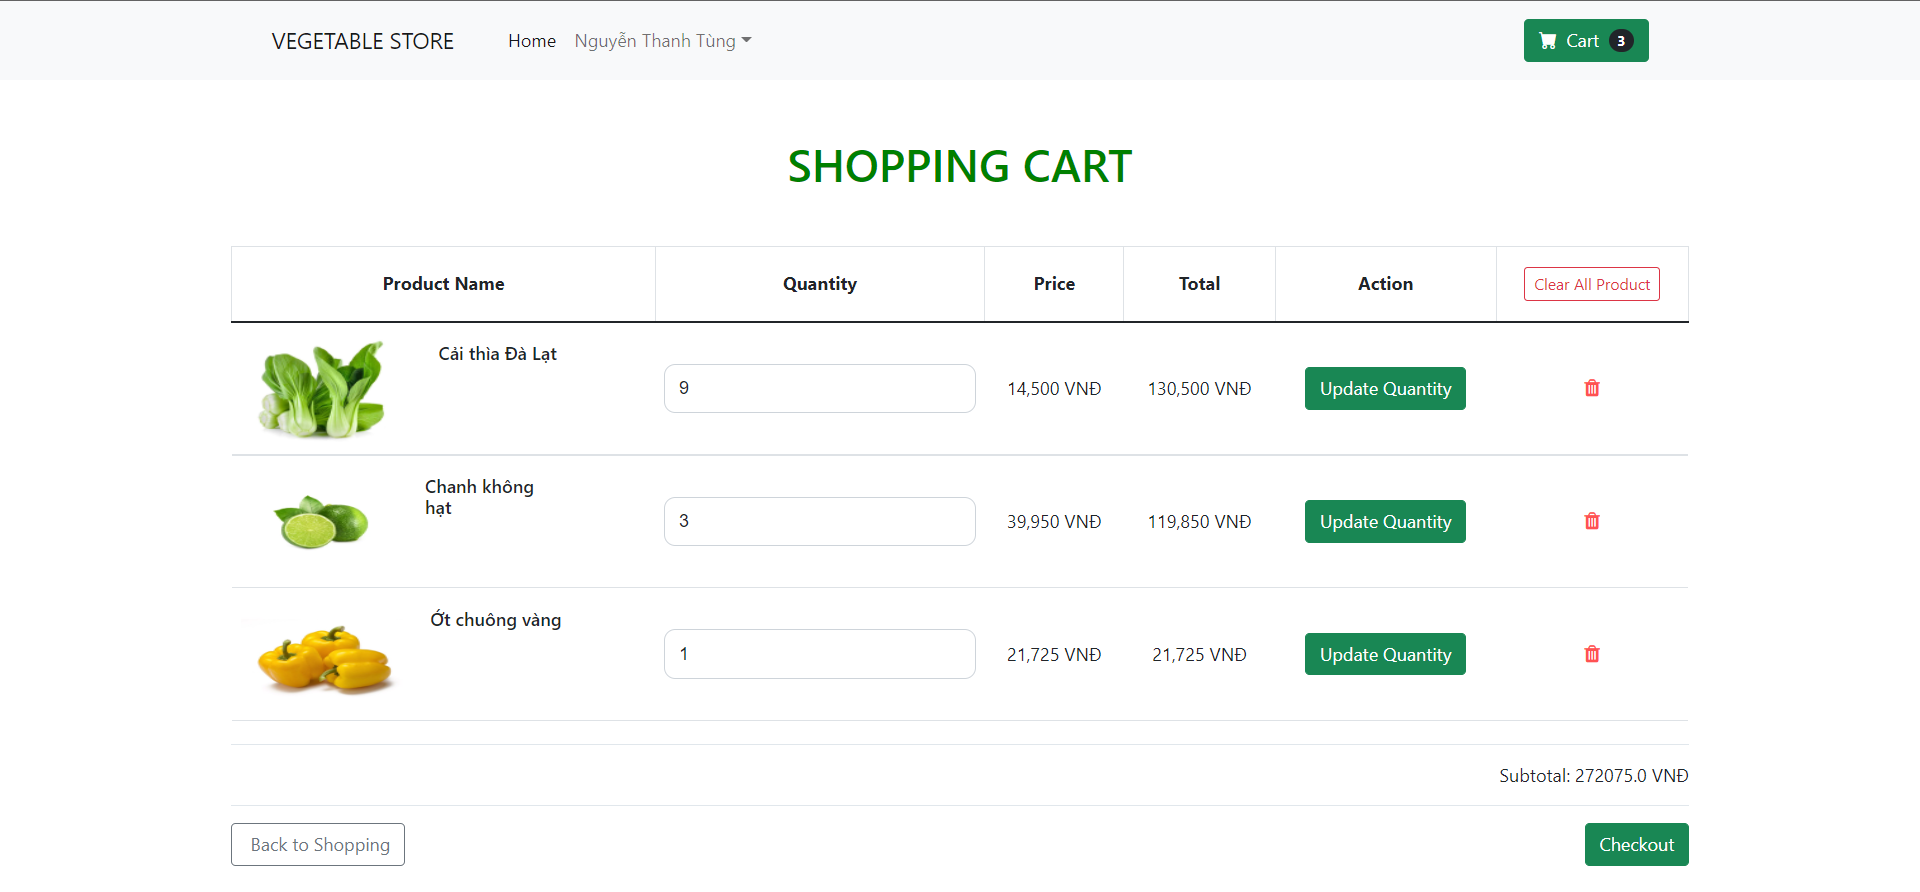 VEGETABLE STORE Home Nguyễn Thanh Tùng Cart 3
SHOPPING CART
Product Name Quantity Price Total Action Clear All Product
Cải thìa Đà Lạt
9 14,500 VNĐ 130,500 VNĐ Update Quantity
Chanh không
hạt
3 39,950 VNĐ 119,850 VNĐ Update Quantity
Ớt chuông vàng
1 21,725 VNĐ 21,725 VNĐ Update Quantity
Subtotal: 272075.0 VNĐ
Back to Shopping Checkout